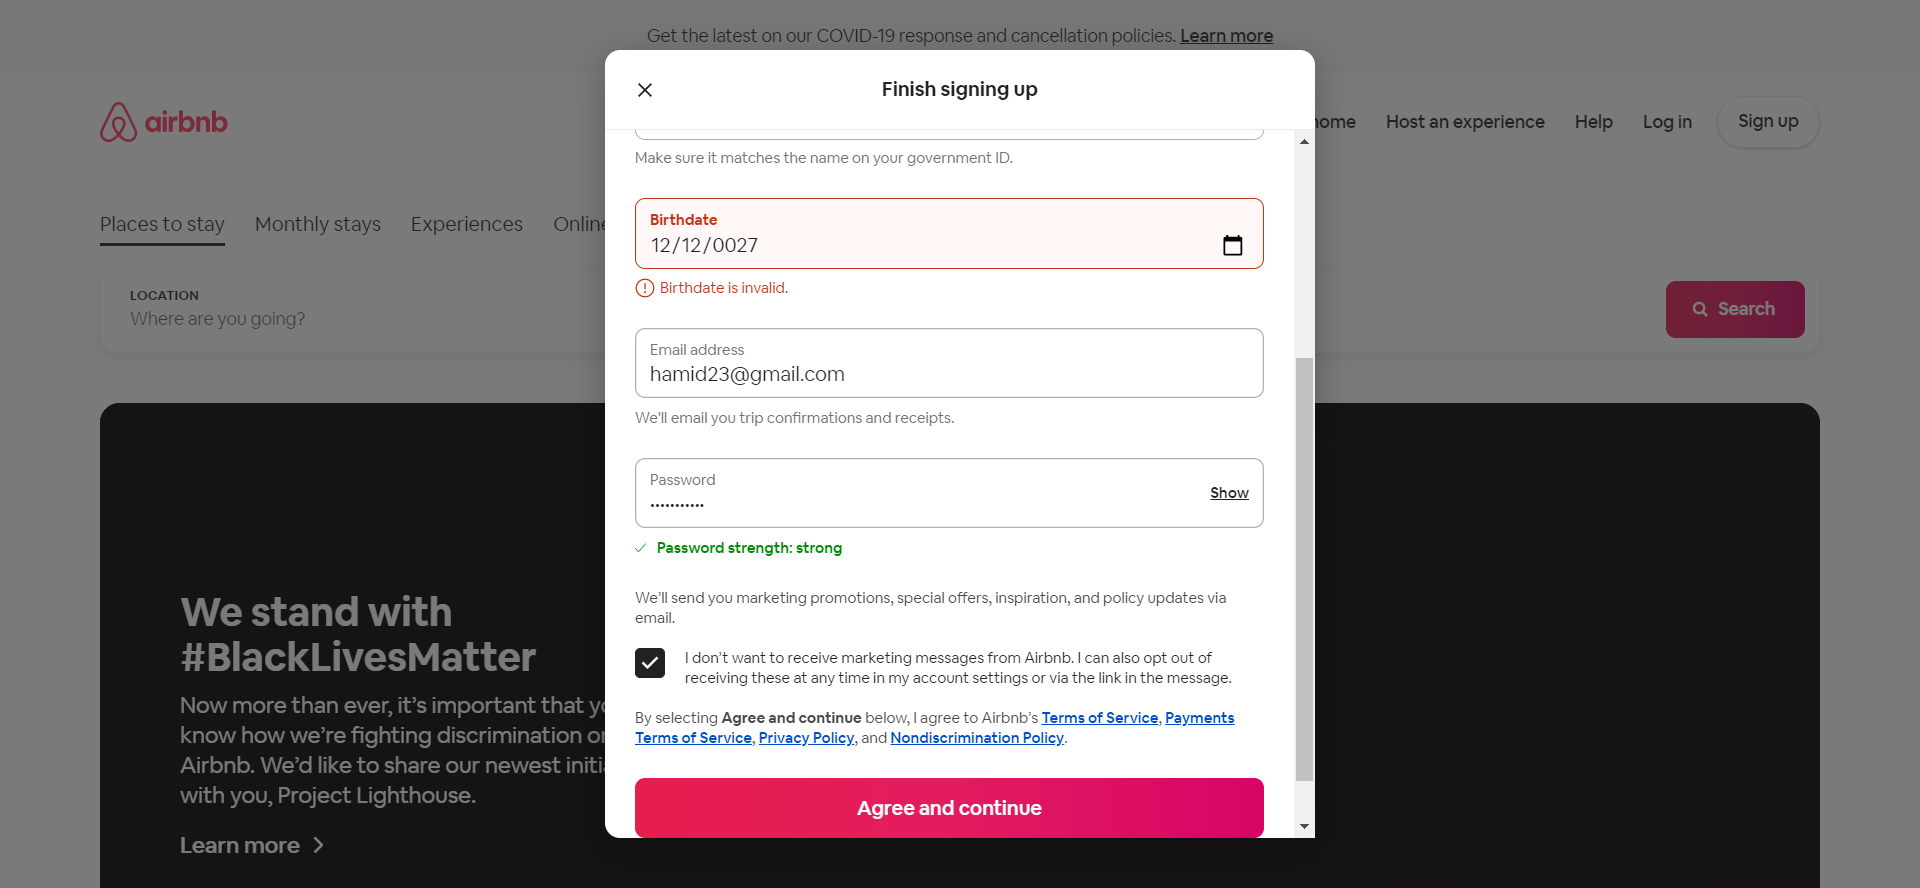 Get the latest on our COVID-19 response and cancellation policies. Learn more
Finish signing up
airbnb
Host an experience
Help
Log in
Sign up
Make sure it matches the name on your government ID.
Places to stay
Monthly stays
Experiences
Birthdate
12/12/0027
Birthdate is invalid.
LOCATION
Where are you going?
Search
Email address
hamid23@gmail.com
We'll email you trip confirmations and receipts.
Password
Show
Password strength: strong
We'll send you marketing promotions, special offers, inspiration, and policy updates via
email.
I don't want to receive marketing messages from Airbnb. I can also opt out of
receiving these at any time in my account settings or via the link in the message.
By selecting Agree and continue below, I agree to Airbnb's Terms of Service, Payments
Terms of Service, Privacy Policy, and Nondiscrimination Policy.
Agree and continue
We stand with
#BlackLivesMatter
Now more than ever, it's important that
know how we're fighting discrimination
Airbnb. We'd like to share our newest
with you, Project Lighthouse.
Learn more